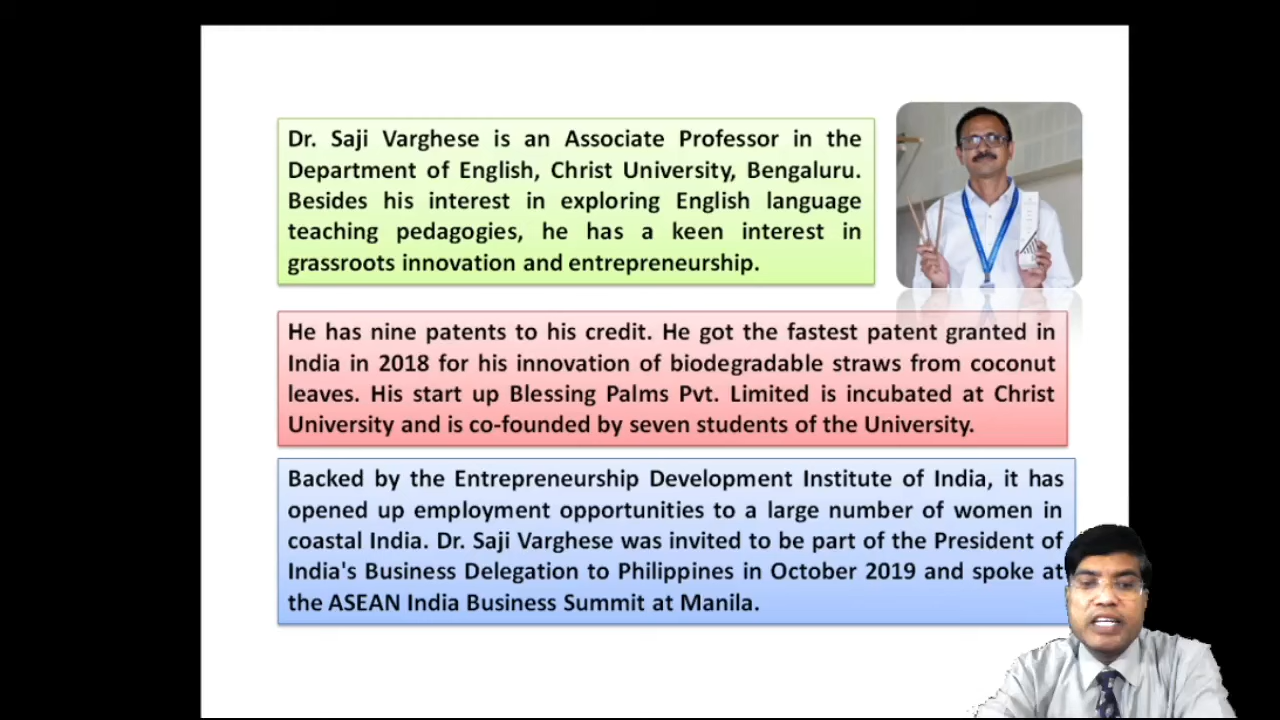 Dr. Saji Varghese is an Associate Professor in the
Department of English, Christ University, Bengaluru.
Besides his interest in exploring English language
teaching pedagogies, he has a keen interest in
grassroots innovation and entrepreneurship.
He has nine patents to his credit. He got the fastest patent granted in
India in 2018 for his innovation of biodegradable straws from coconut
leaves. His start up Blessing Palms Pvt. Limited is incubated at Christ
University and is co-founded by seven students of the University.
Backed by the Entrepreneurship Development Institute of India, it has
opened up employment opportunities to a large number of women in
coastal India. Dr. Saji Varghese was invited to be part of the President of
India's Business Delegation to Philippines in October 2019 and spoke at
the ASEAN India Business Summit at Manila.